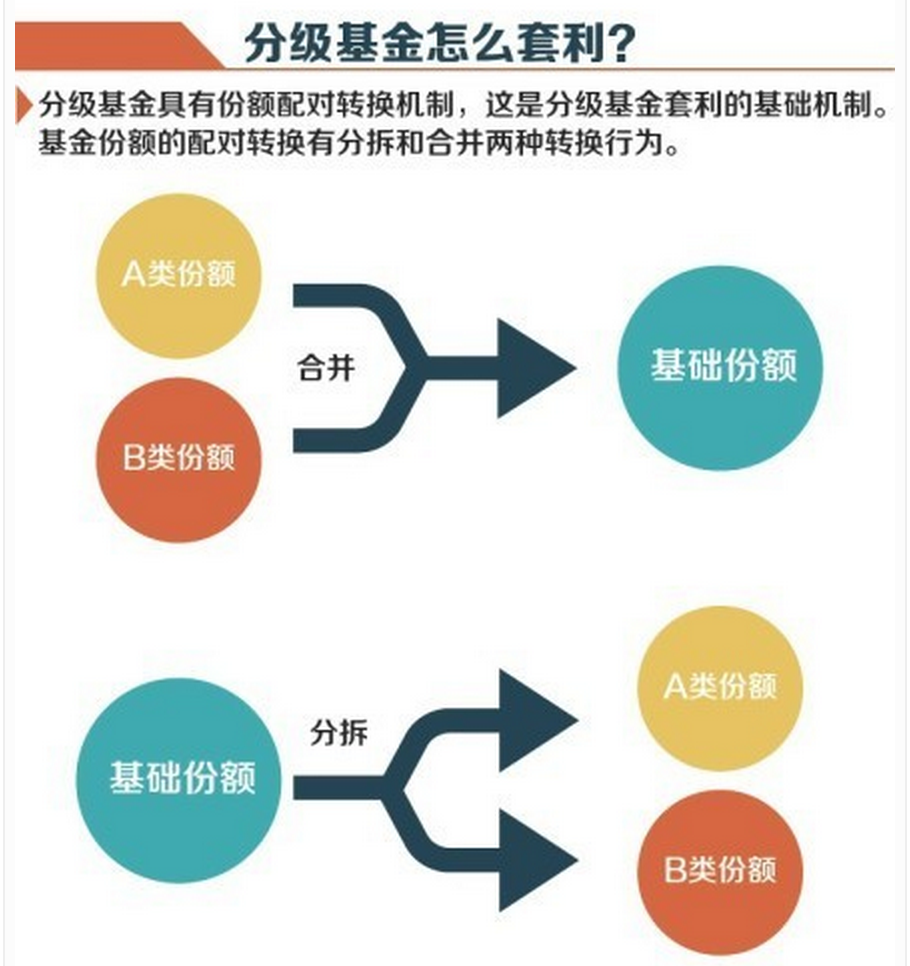 分级基金怎么套利?
分级基金具有份额配对转换机制，这是分级基金套利的基础机制。
基金份额的配对转换有分拆和合并两种转换行为。
A类份额
合并
基础份额
B类份额
基础份额
分拆
A类份额
B类份额